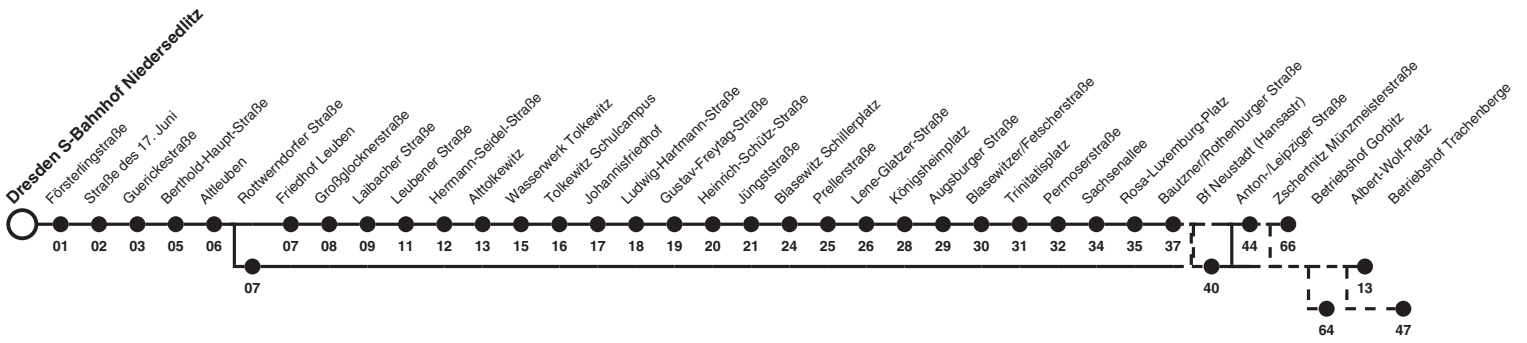 Dresden S-Bahnhof Niedersedlitz
Försterlingstraße
Straße des 17. Juni
Guerickestraße
Berthold-Haupt-Straße
Altleuben
Rottwerndorfer Straße
Friedhof Leuben
Großglocknerstraße
Laibacher Straße
Leubener Straße
Hermann-Seidel-Straße
Alttolkewitz
Wasserwerk Tolkewitz
Tolkewitz Schulcampus
Johannisfriedhof
Ludwig-Hartmann-Straße
Gustav-Freytag-Straße
Heinrich-Schütz-Straße
Jüngststraße
Blasewitz Schillerplatz
Prellerstraße
Lene-Glatzer-Straße
Königsheimplatz
Augsburger Straße
Blasewitzer/Fetscherstraße
Trinitatisplatz
Permoserstraße
Sachsenallee
Rosa-Luxemburg-Platz
Bautzner/Rothenburger Straße
Bf Neustadt (Hansastr)
Anton-/Leipziger Straße
Zschertnitz Münzmeisterstraße
Betriebshof Gorbitz
Albert-Wolf-Platz
Betriebshof Trachenberge
01 02 03 05 06 07 08 09 11 12 13 15 16 17 18 19 20 21 24 25 26 28 29 30 31 32 34 35 37 44 66
07 40 13
64 47